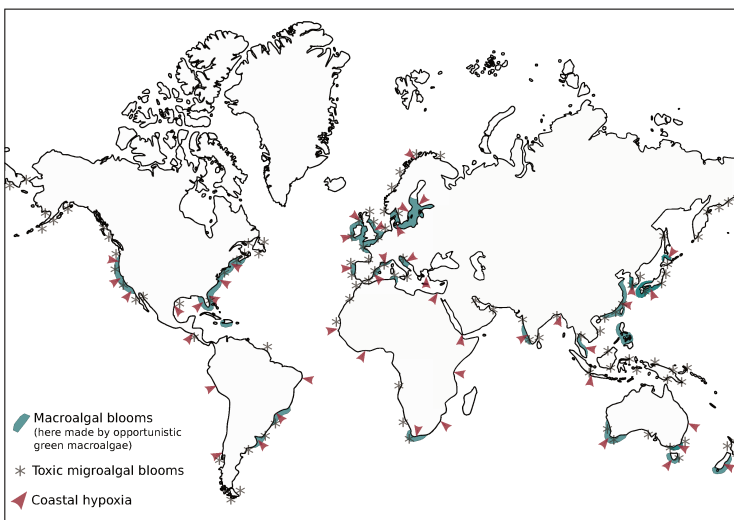 Macroalgal blooms
(here made by opportunistic
green macroalgae)
Toxic migroalgal blooms
Coastal hypoxia